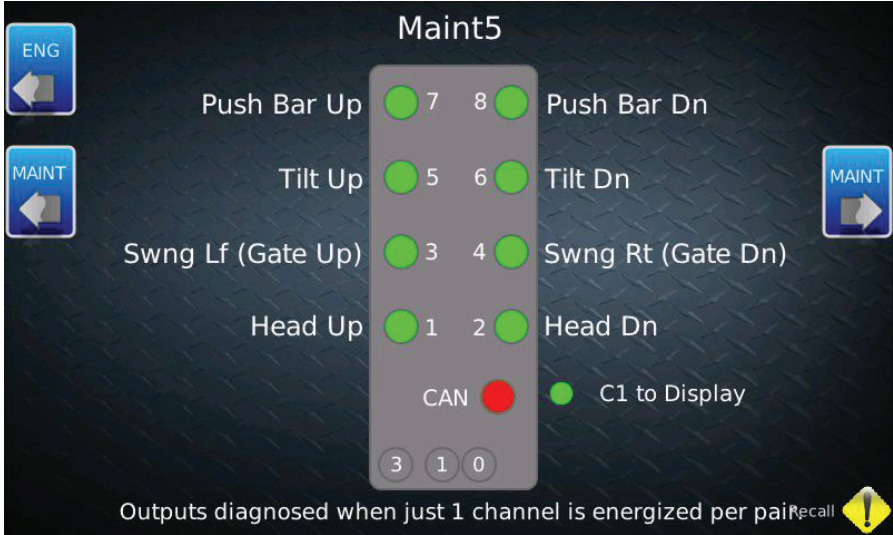 Maint5
ENG
Push Bar Up 7 8 Push Bar Dn
MAINT Tilt Up 5 6 Tilt Dn MAINT
Swng Lf (Gate Up) 3 4 Swng Rt (Gate Dn)
Head Up 1 2 Head Dn
CAN C1 to Display
3 1 0
Outputs diagnosed when just 1 channel is energized per pair.
Recall